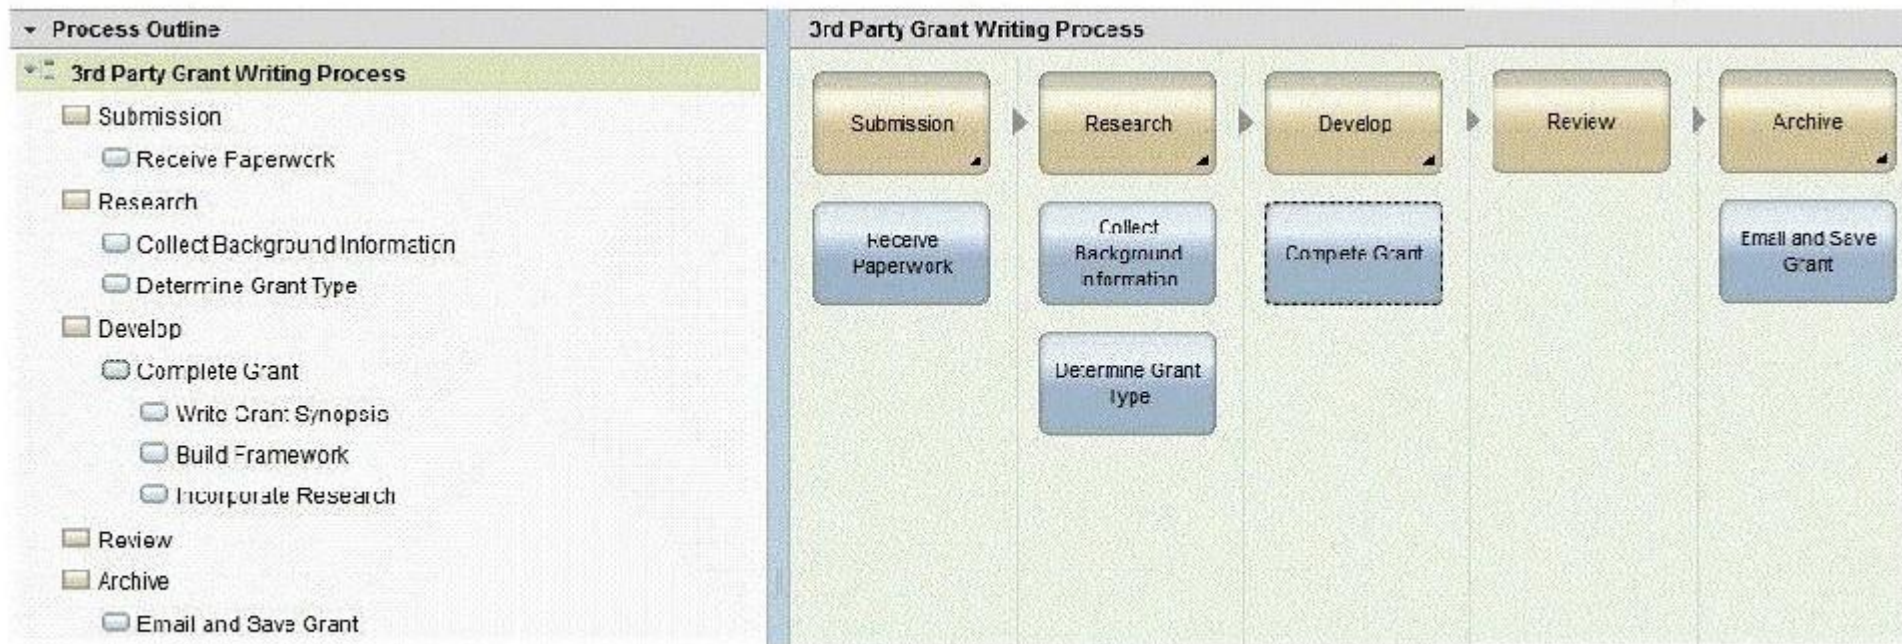 Process Outline
3rd Party Grant Writing Process
Submission
Receive Paperwork
Research
Collect Background Information
Determine Grant Type
Develop
Complete Grant
Write Grant Synopsis
Build Framework
Incorporate Research
Review
Archive
Email and Save Grant
3rd Party Grant Writing Process
Submission
Research
Develop
Review
Archive
Receive
Paperwork
Collect
Background
Information
Complete Grant
Email and Save
Grant
Determine Grant
Type